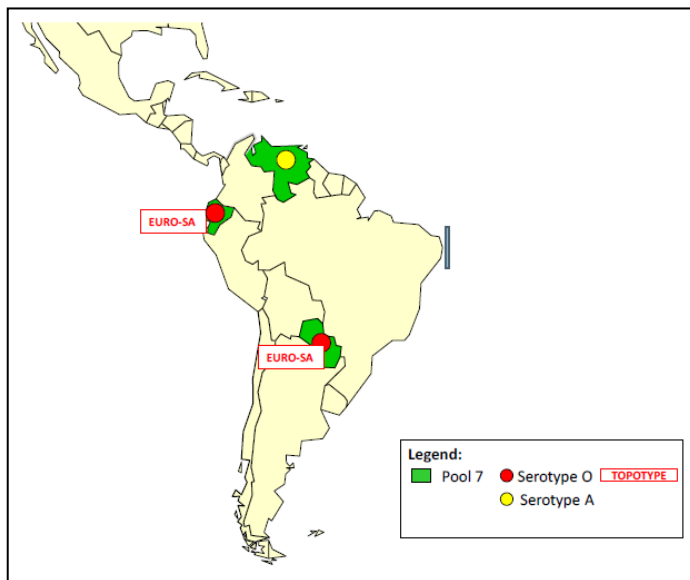 EURO-SA
EURO-SA
Legend:
Pool 7 Serotype O TOPOTYPE
Serotype A